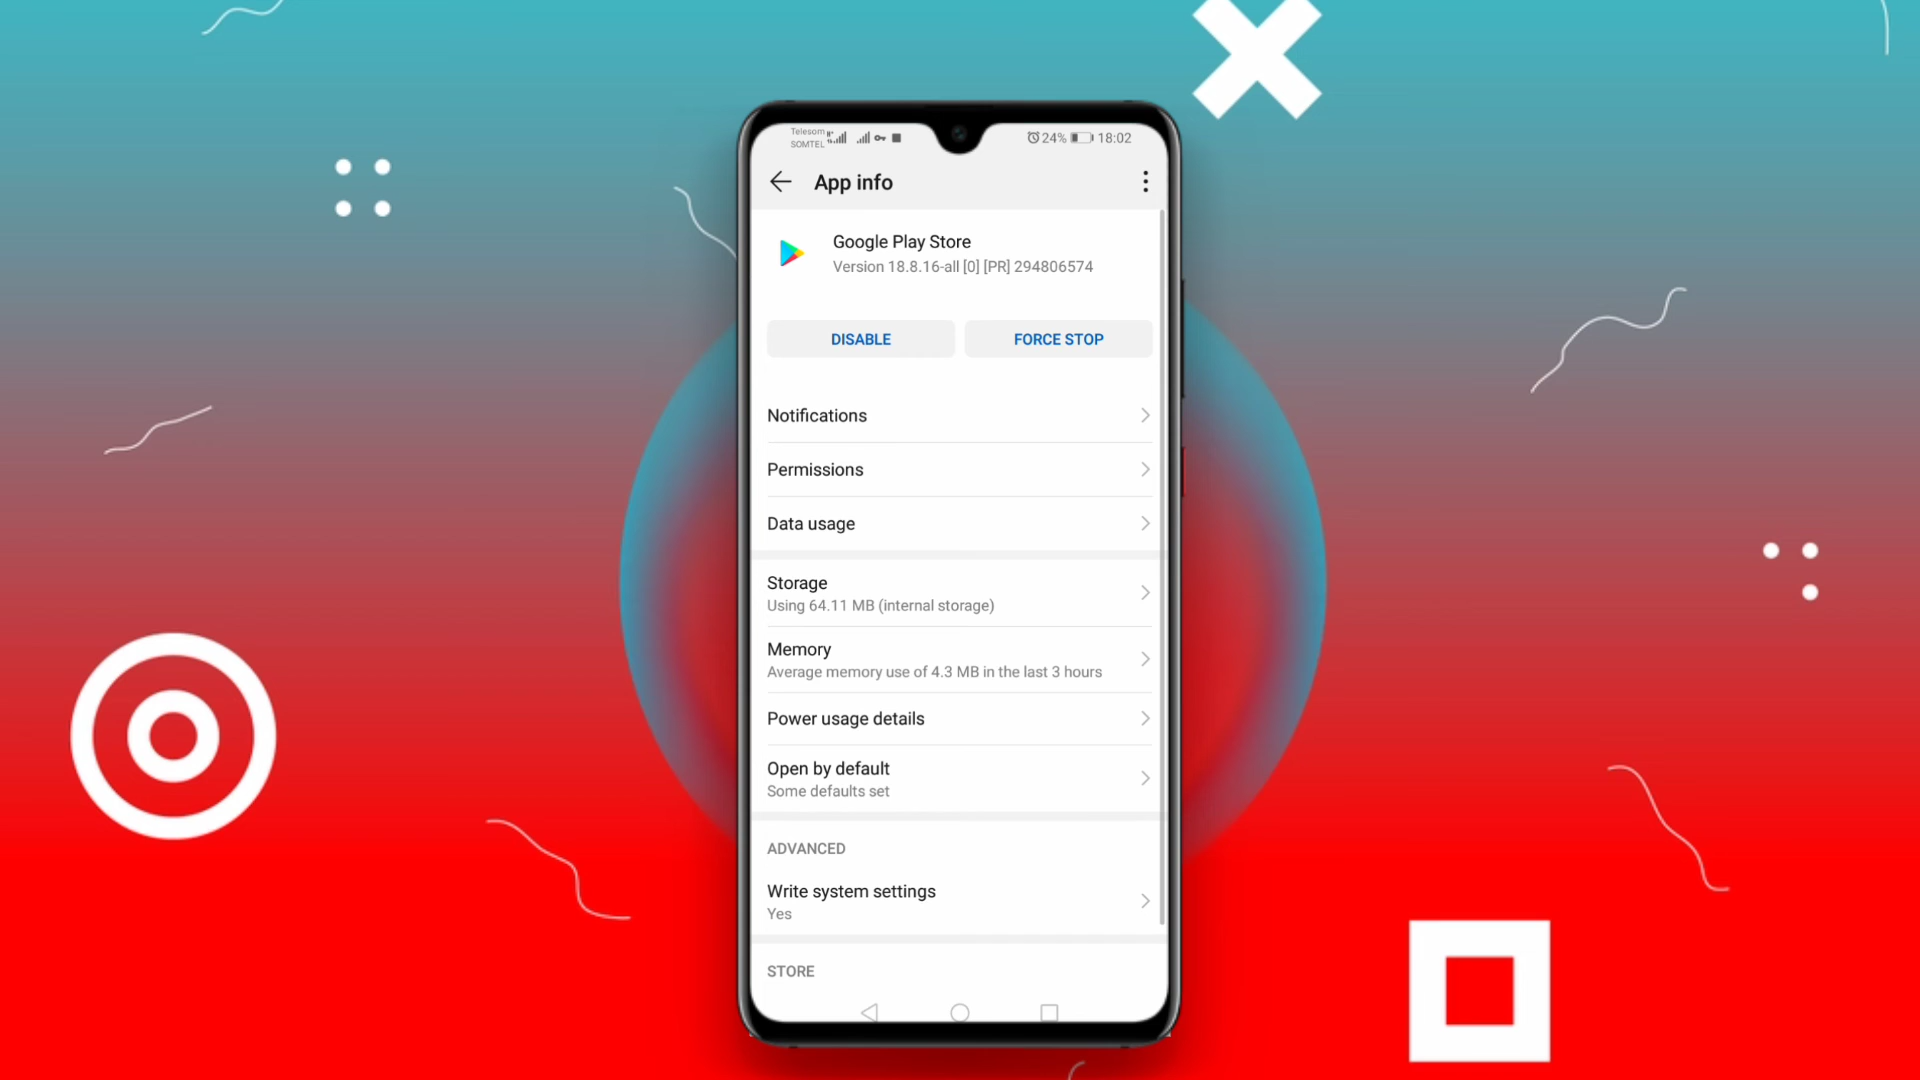 Telesom
SOMTEL
24%
18:02
App info
Google Play Store
Version 18.8.16-all [0] [PR] 294806574
DISABLE
FORCE STOP
Notifications
Permissions
Data usage
Storage
Using 64.11 MB (internal storage)
Memory
Average memory use of 4.3 MB in the last 3 hours
Power usage details
Open by default
Some defaults set
ADVANCED
Write system settings
Yes
STORE